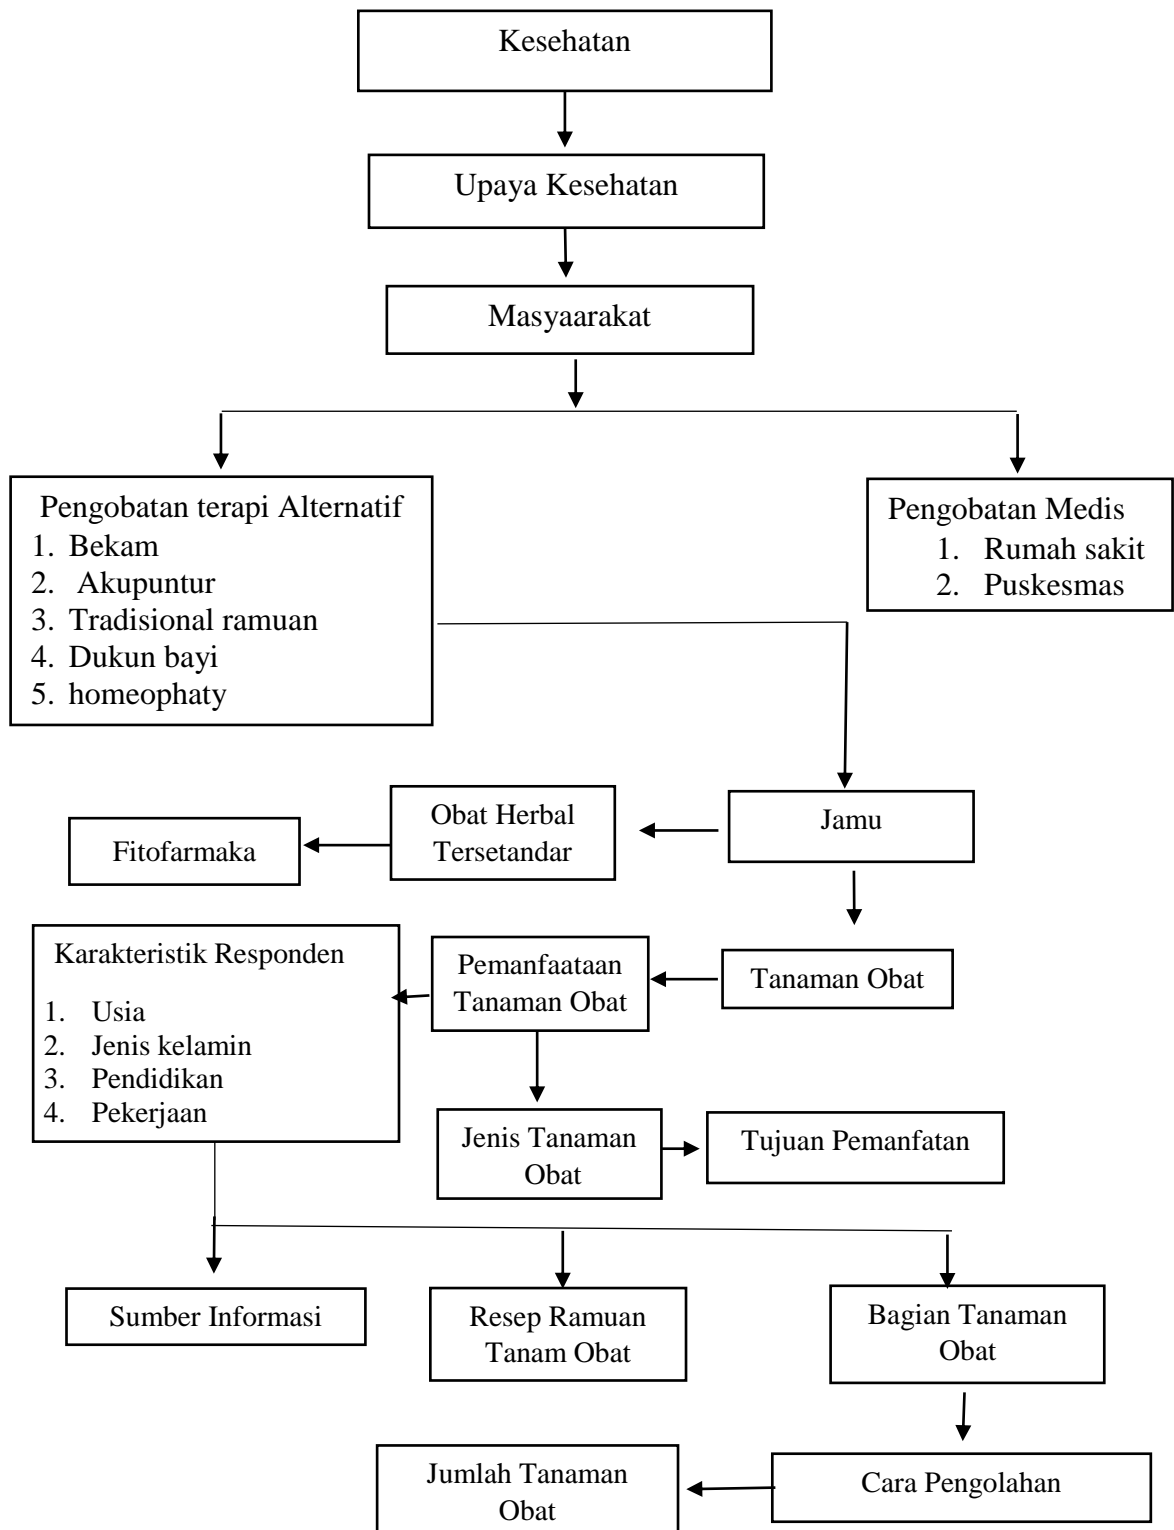 Kesehatan
Upaya Kesehatan
Masyaarakat
Pengobatan terapi Alternatif
1. Bekam
2. Akupuntur
3. Tradisional ramuan
4. Dukun bayi
5. homeophaty
Pengobatan Medis
1. Rumah sakit
2. Puskesmas
Fitofarmaka
Obat Herbal
Tersetandar
Jamu
Karakteristik Responden
1. Usia
2. Jenis kelamin
3. Pendidikan
4. Pekerjaan
Pemanfaataan
Tanaman Obat
Tanaman Obat
Jenis Tanaman
Obat
Tujuan Pemanfatan
Sumber Informasi
Resep Ramuan
Tanam Obat
Bagian Tanaman
Obat
Jumlah Tanaman
Obat
Cara Pengolahan